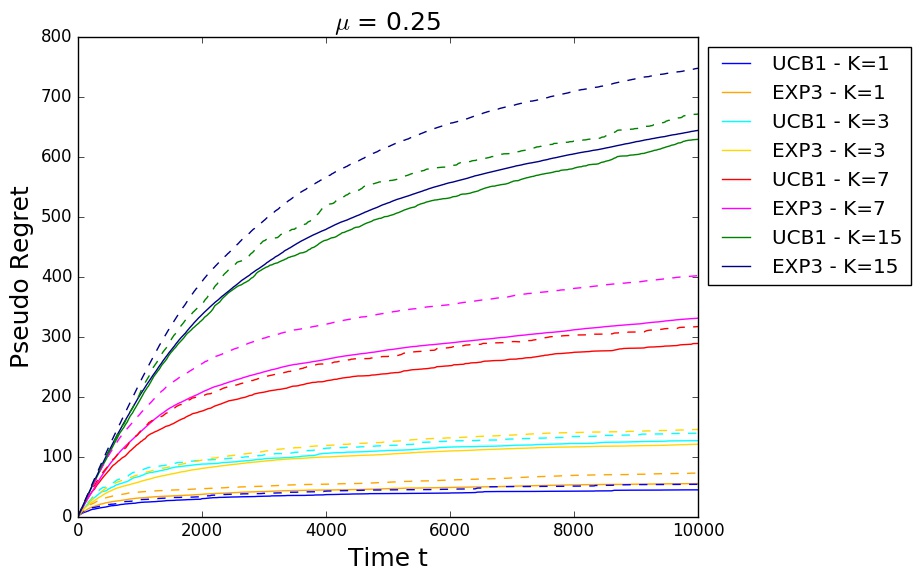 μ = 0.25
800
700
600
500
400
300
200
100
0
Pseudo Regret
0 2000 4000 6000 8000 10000
Time t
UCB1 - K=1
EXP3 - K=1
UCB1 - K=3
EXP3 - K=3
UCB1 - K=7
EXP3 - K=7
UCB1 - K=15
EXP3 - K=15